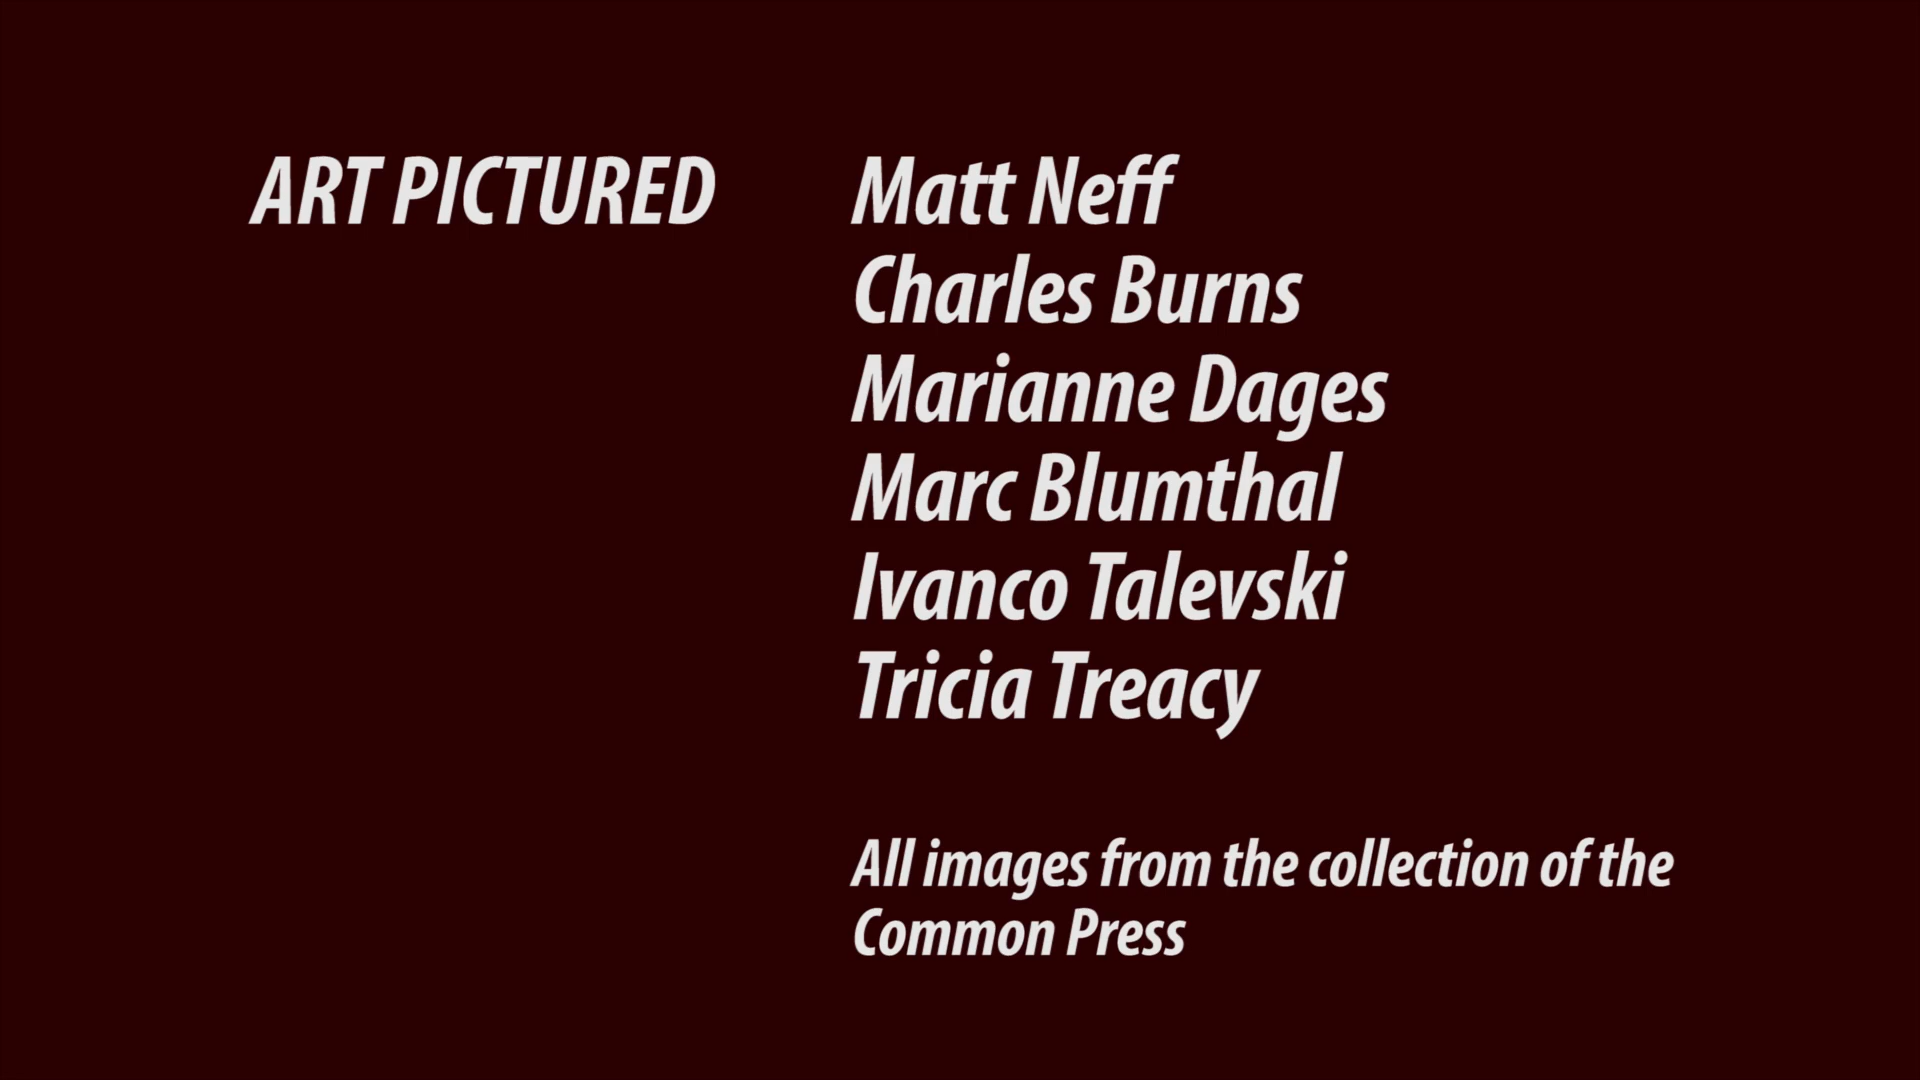 ART PICTURED
Matt Neff
Charles Burns
Marianne Dages
Marc Blumthal
Ivanco Talevski
Tricia Treacy
All images from the collection of the
Common Press